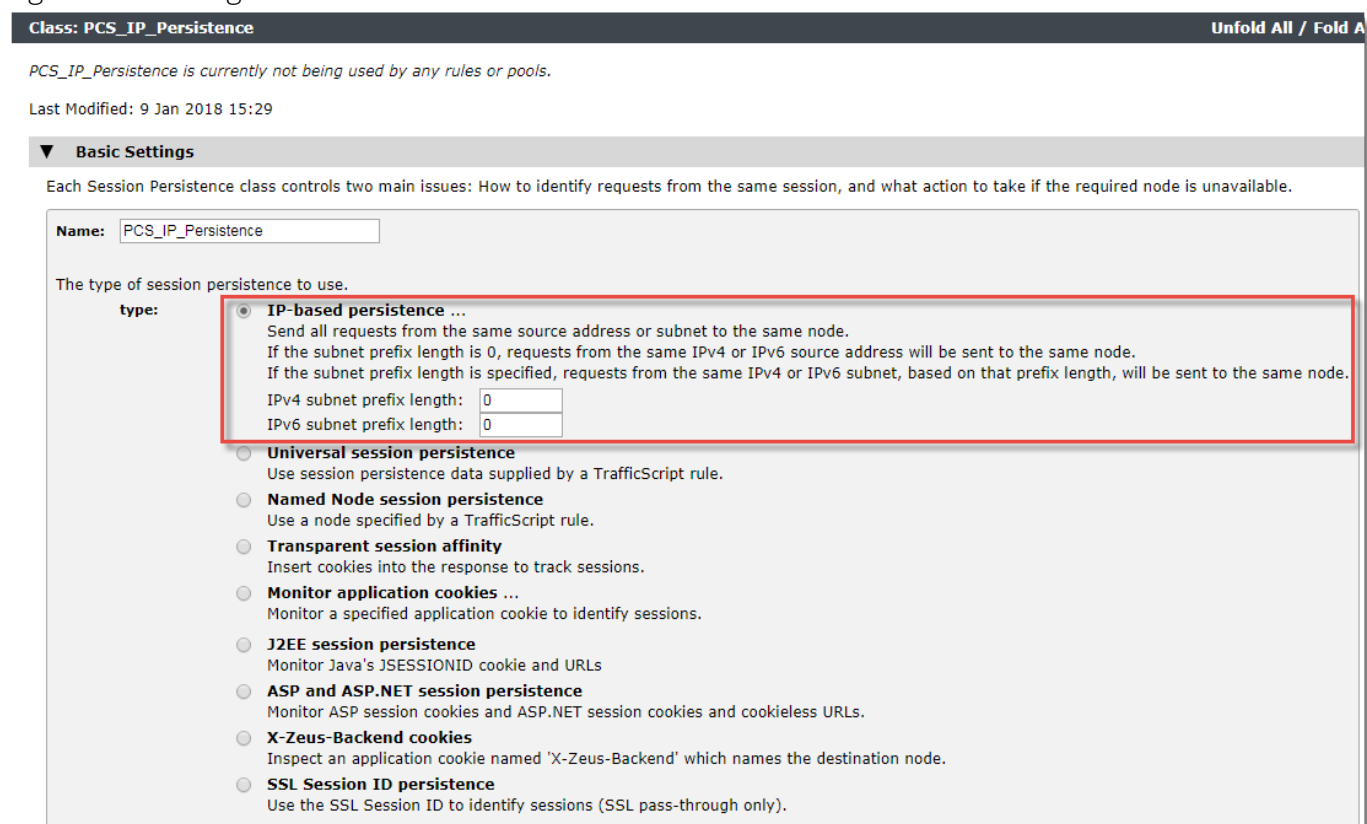 Class: PCS_IP_Persistence Unfold All / Fold A
PCS_IP_Persistence is currently not being used by any rules or pools.
Last Modified: 9 Jan 2018 15:29
▼ Basic Settings
Each Session Persistence class controls two main issues: How to identify requests from the same session, and what action to take if the required node is unavailable.
Name: PCS_IP_Persistence
The type of session persistence to use.
type: IP-based persistence ...
Send all requests from the same source address or subnet to the same node.
If the subnet prefix length is 0, requests from the same IPv4 or IPv6 source address will be sent to the same node.
If the subnet prefix length is specified, requests from the same IPv4 or IPv6 subnet, based on that prefix length, will be sent to the same node.
IPv4 subnet prefix length: 0
IPv6 subnet prefix length: 0
Universal session persistence
Use session persistence data supplied by a TrafficScript rule.
Named Node session persistence
Use a node specified by a TrafficScript rule.
Transparent session affinity
Insert cookies into the response to track sessions.
Monitor application cookies ...
Monitor a specified application cookie to identify sessions.
J2EE session persistence
Monitor Java's JSESSIONID cookie and URLs
ASP and ASP.NET session persistence
Monitor ASP session cookies and ASP.NET session cookies and cookieless URLs.
X-Zeus-Backend cookies
Inspect an application cookie named 'X-Zeus-Backend' which names the destination node.
SSL Session ID persistence
Use the SSL Session ID to identify sessions (SSL pass-through only).